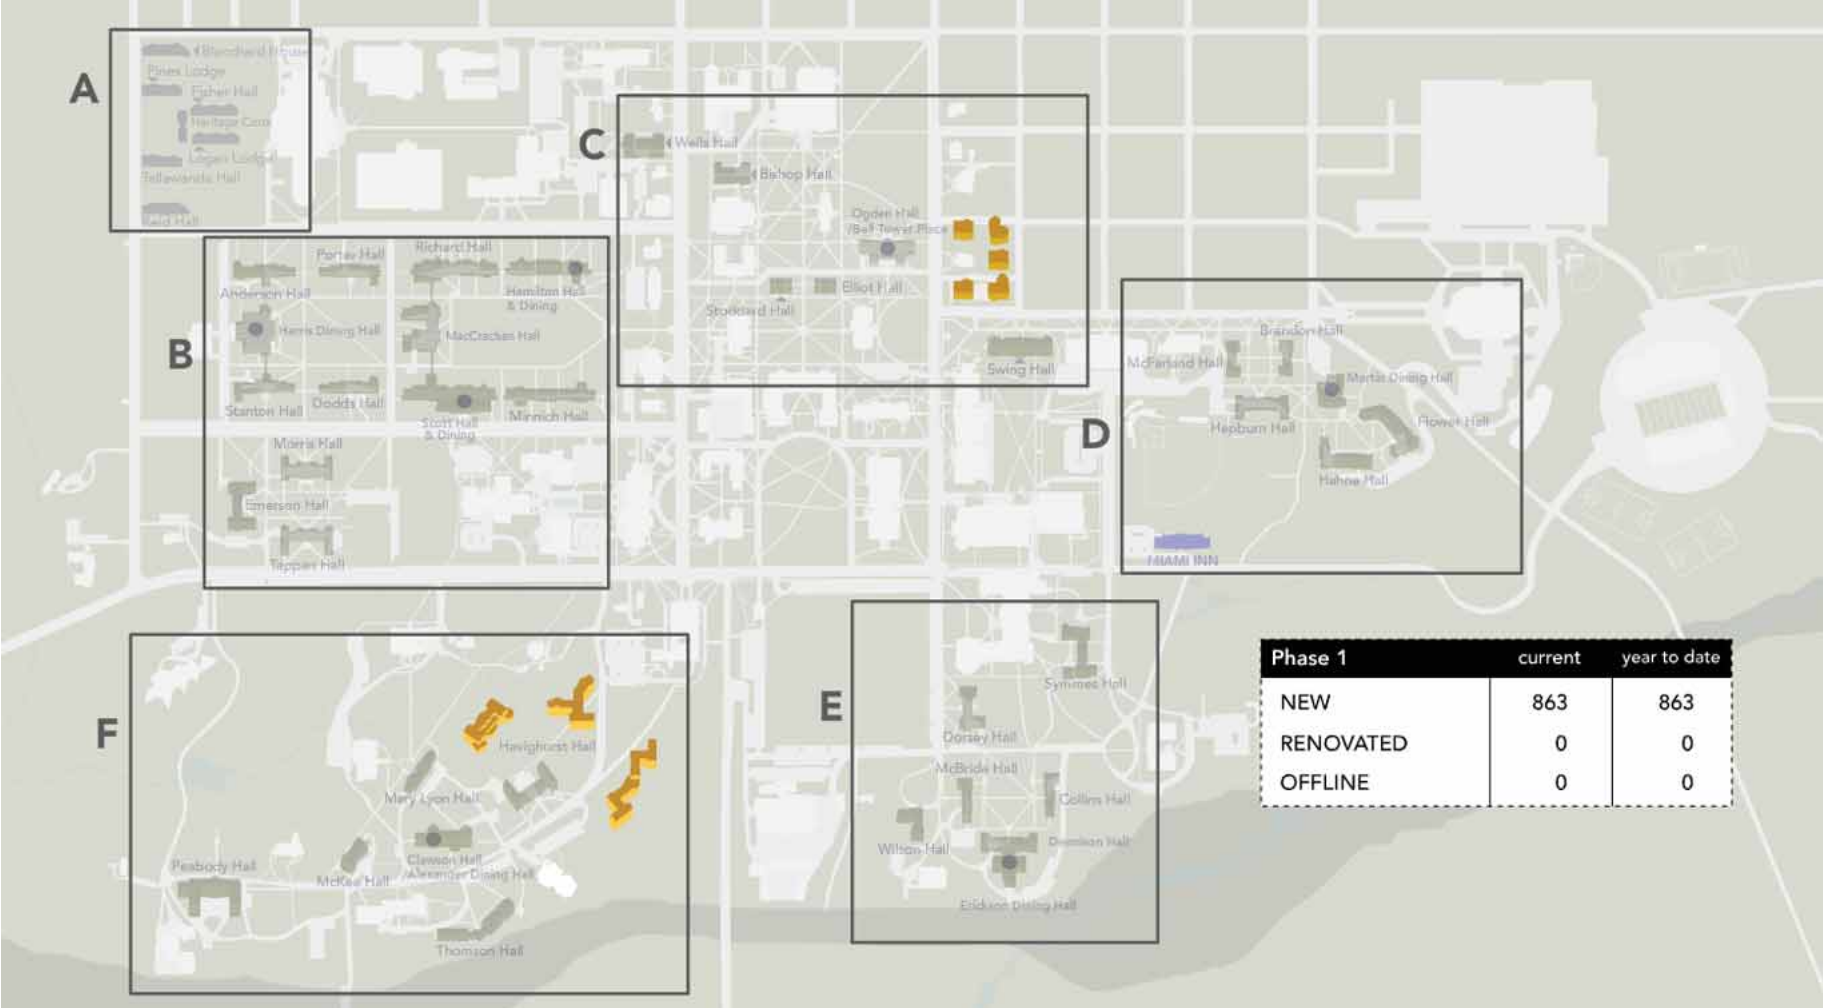 A
Blanchard House
Pines Lodge
Fisher Hall
Heritage Cmns
Logan Lodge
Tallawanda Hall
Reid Hall
C
Wells Hall
Bishop Hall
Ogden Hall
/Bell Tower Place
Elliot Hall
Stoddard Hall
Swing Hall
B
Porter Hall
Richard Hall
Anderson Hall
Hamilton Hall
& Dining
Harris Dining Hall
MacCracken Hall
Stanton Hall
Dodds Hall
Scott Hall
& Dining
Minnich Hall
Morris Hall
Emerson Hall
Tappan Hall
D
Brandon Hall
McFarland Hall
Martin Dining Hall
Hepburn Hall
Flower Hall
Hahne Hall
MIAMI INN
F
Havighurst Hall
Mary Lyon Hall
Clawson Hall
/Alexander Dining Hall
Peabody Hall
McKee Hall
Thomson Hall
E
Symmes Hall
Dorsey Hall
McBride Hall
Collins Hall
Wilson Hall
Dennison Hall
Erickson Dining Hall
Phase 1 current year to date
NEW 863 863
RENOVATED 0 0
OFFLINE 0 0